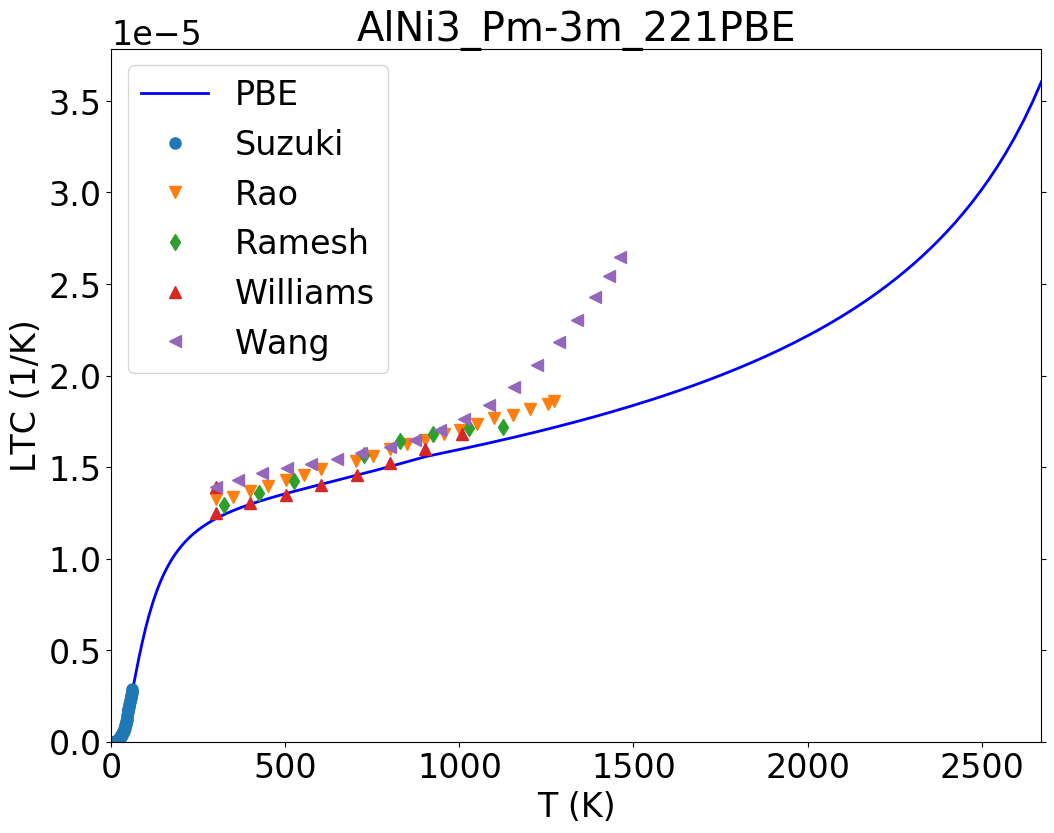 AlNi3_Pm-3m_221PBE
1e−5
PBE
Suzuki
Rao
Ramesh
Williams
Wang
LTC (1/K)
3.5
3.0
2.5
2.0
1.5
1.0
0.5
0.0
0
500
1000
1500
2000
2500
T (K)